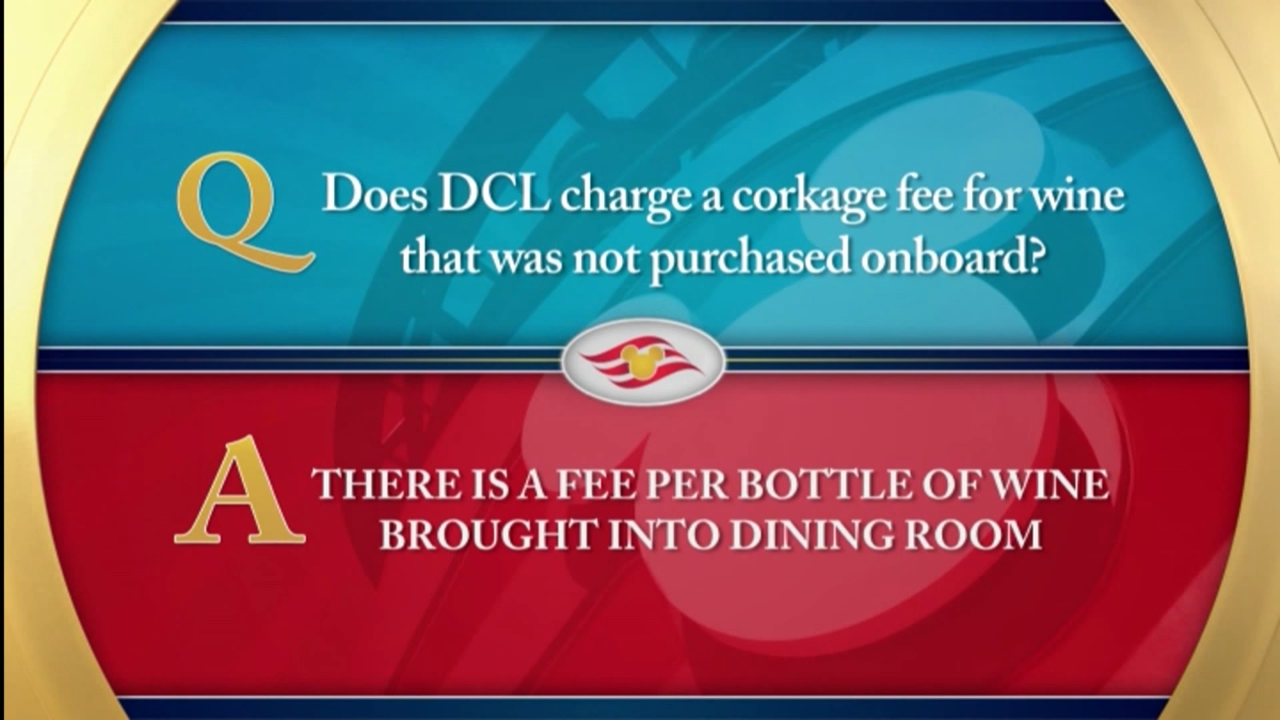 Q
Does DCL charge a corkage fee for wine
that was not purchased onboard?
A
THERE IS A FEE PER BOTTLE OF WINE
BROUGHT INTO DINING ROOM